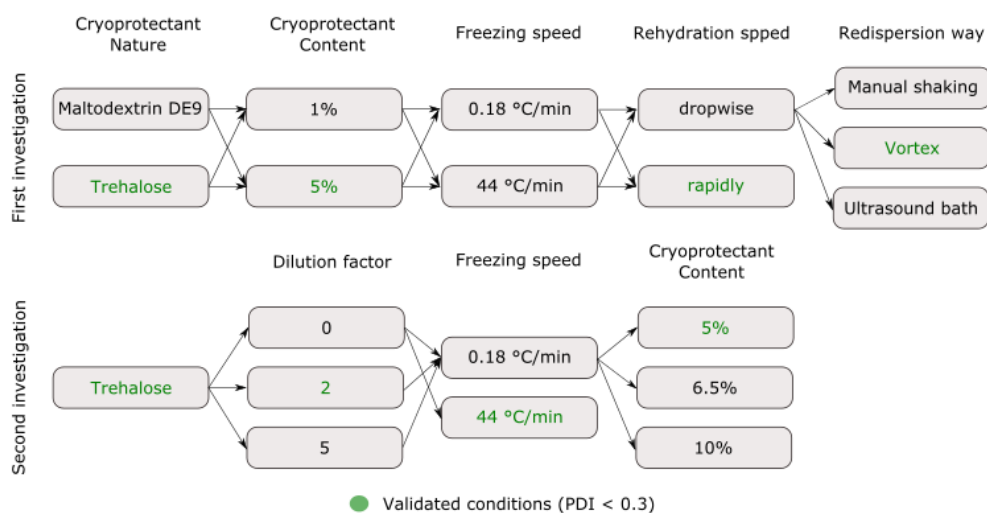 Cryoprotectant
Nature
Cryoprotectant
Content
Freezing speed
Rehydration spped
Redispersion way
First investigation
Maltodextrin DE9
1%
0.18 °C/min
dropwise
Manual shaking
Vortex
Trehalose
5%
44 °C/min
rapidly
Ultrasound bath
Dilution factor
Freezing speed
Cryoprotectant
Content
Second investigation
0
5%
0.18 °C/min
Trehalose
2
6.5%
44 °C/min
5
10%
Validated conditions (PDI < 0.3)